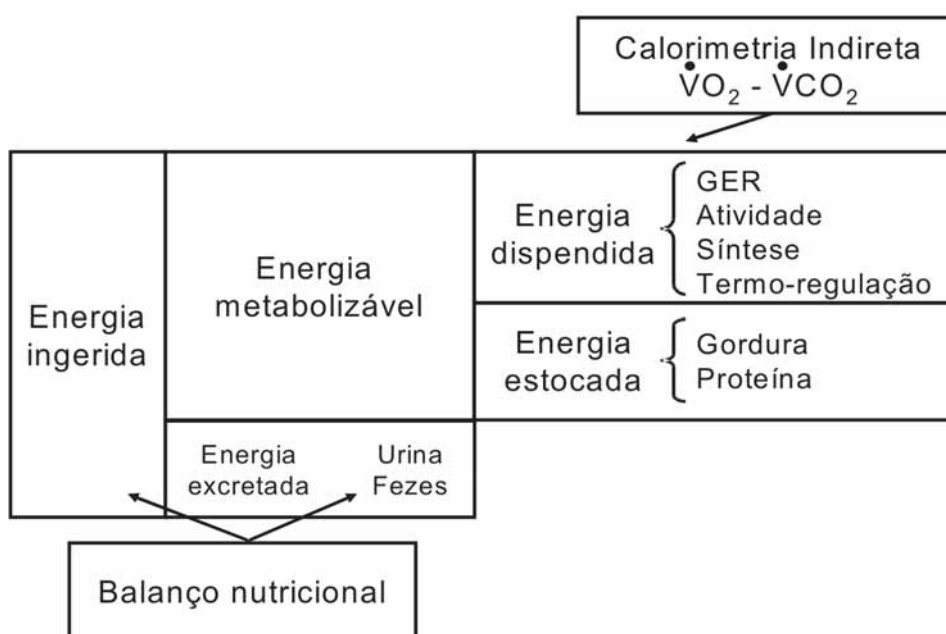 Calorimetria Indireta
V̇O₂ - V̇CO₂
Energia
ingerida
Energia
metabolizável
Energia
dispendida
GER
Atividade
Síntese
Termo-regulação
Energia
estocada
Gordura
Proteína
Energia
excretada
Urina
Fezes
Balanço nutricional